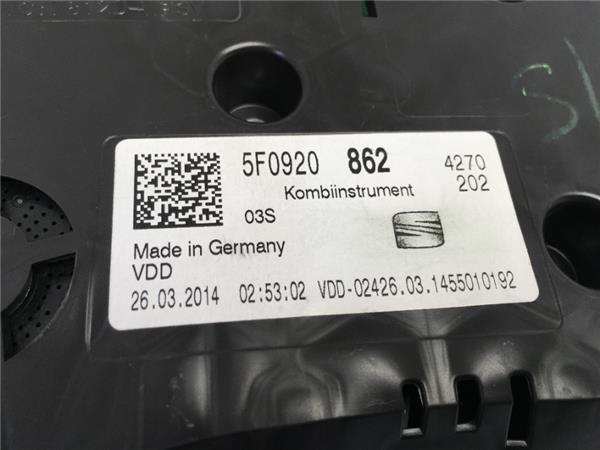 5F0920 862 4270
Kombiinstrument 202
03S
Made in Germany
VDD
26.03.2014 02:53:02 VDD-02426.03.1455010192